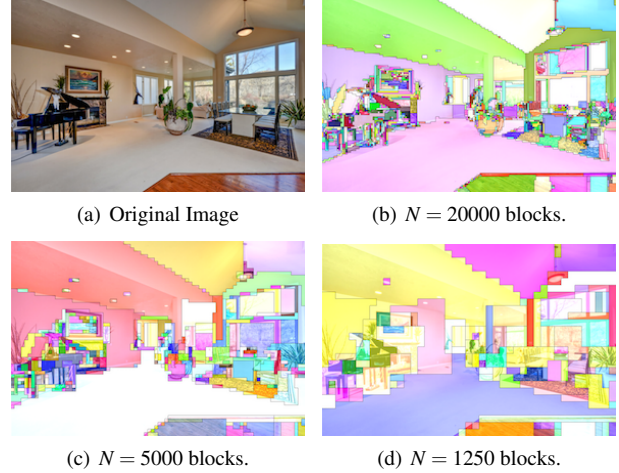 (a) Original Image
(b) N = 20000 blocks.
(c) N = 5000 blocks.
(d) N = 1250 blocks.